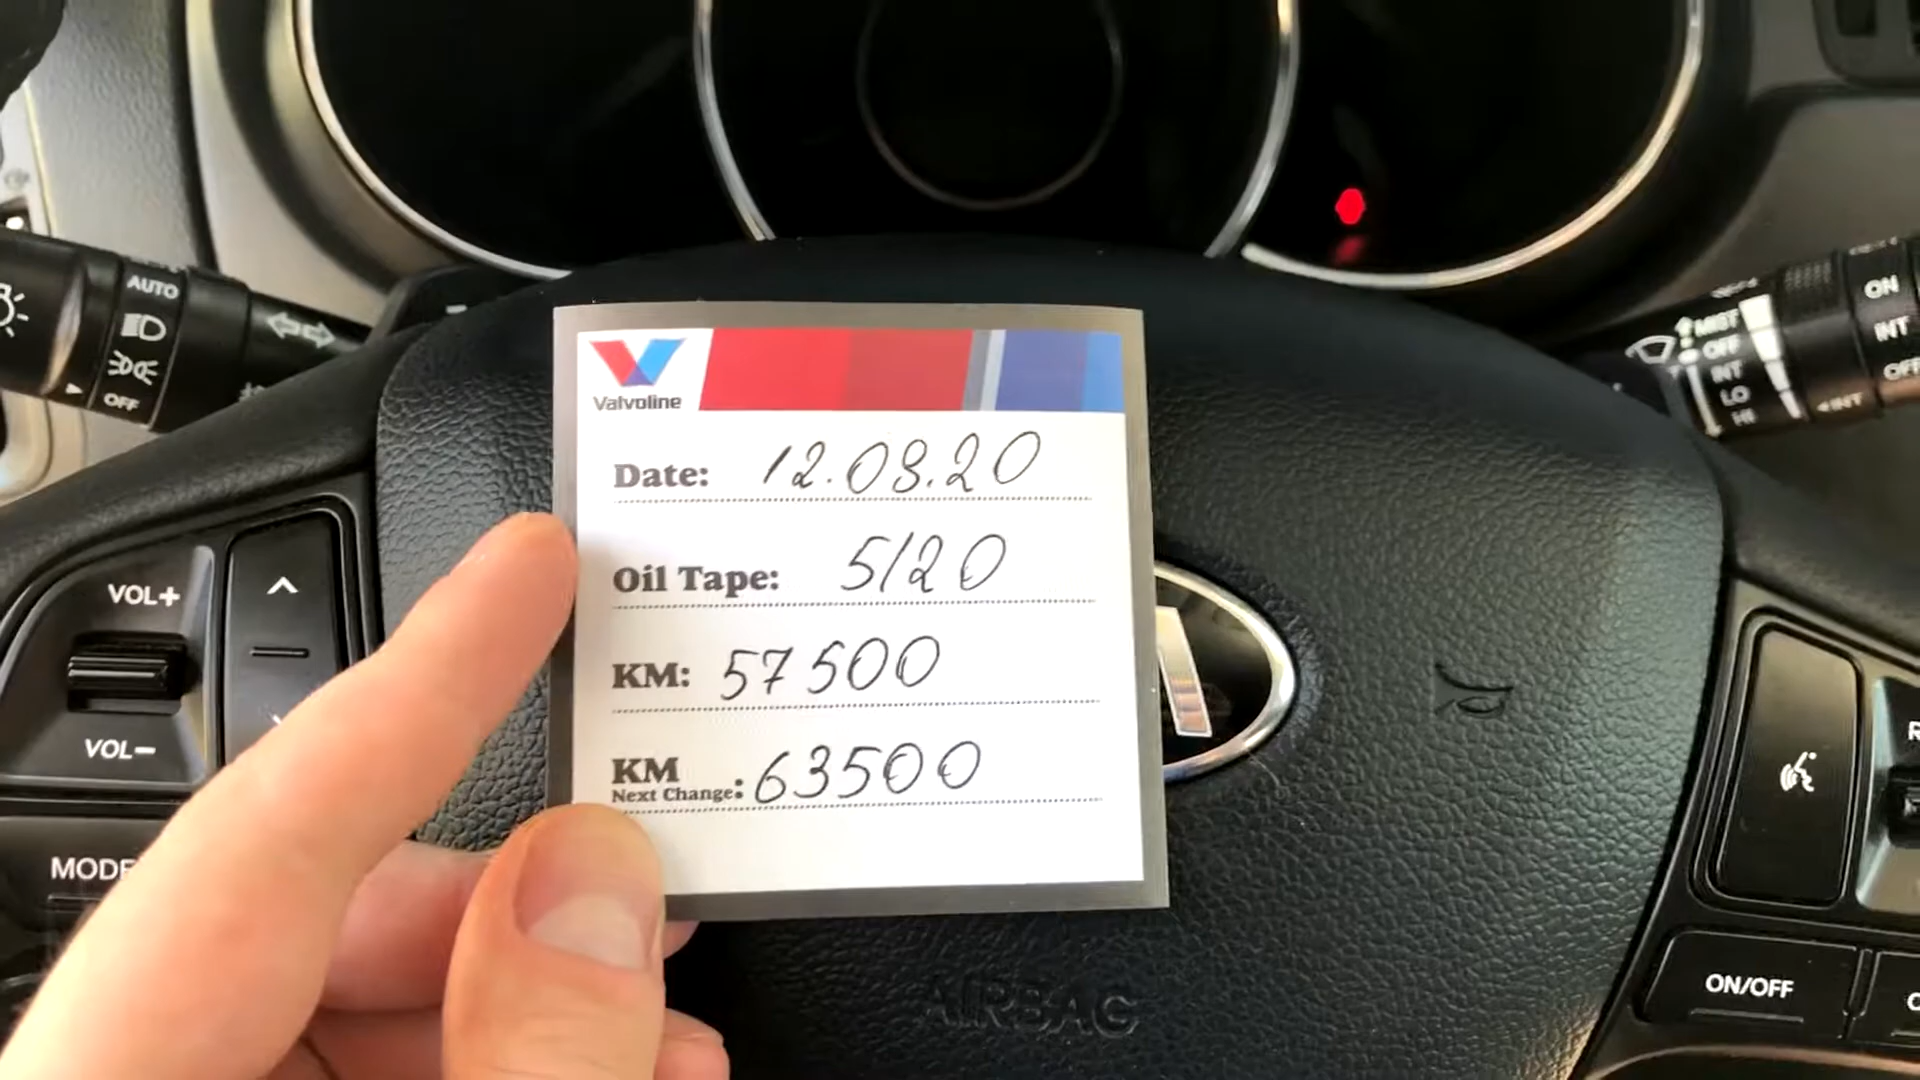 AUTO
OFF
MIST
OFF
INT
LO
HI
ON
INT
OFF
INT
Valvoline
Date: 12.08.20
Oil Tape: 5/20
KM: 57500
KM
Next Change: 63500
VOL+
VOL-
MODE
ON/OFF
AIRBAG